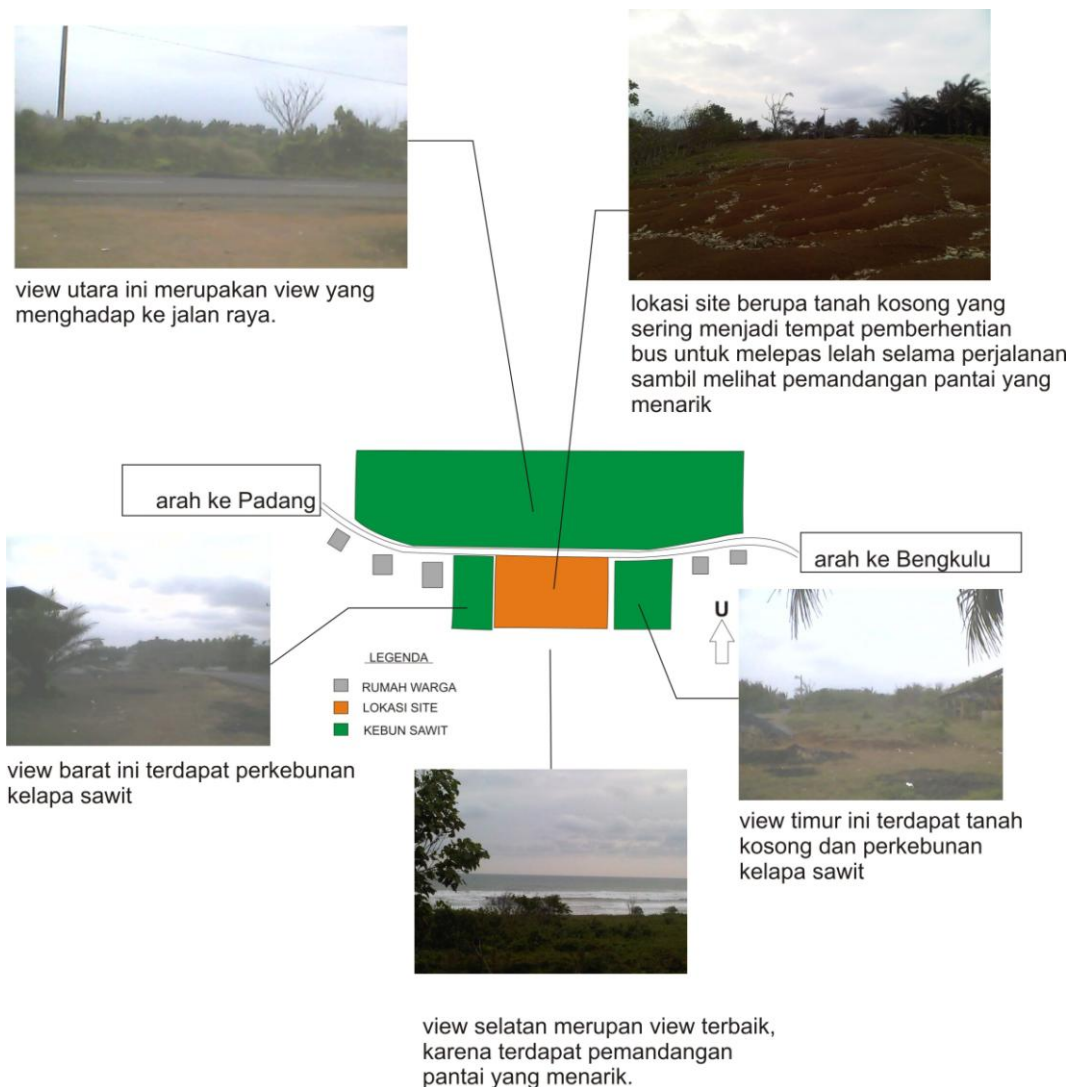 view utara ini merupakan view yang
menghadap ke jalan raya.
lokasi site berupa tanah kosong yang
sering menjadi tempat pemberhentian
bus untuk melepas lelah selama perjalanan
sambil melihat pemandangan pantai yang
menarik
arah ke Padang
arah ke Bengkulu
U
LEGENDA
RUMAH WARGA
LOKASI SITE
KEBUN SAWIT
view barat ini terdapat perkebunan
kelapa sawit
view timur ini terdapat tanah
kosong dan perkebunan
kelapa sawit
view selatan merupan view terbaik,
karena terdapat pemandangan
pantai yang menarik.